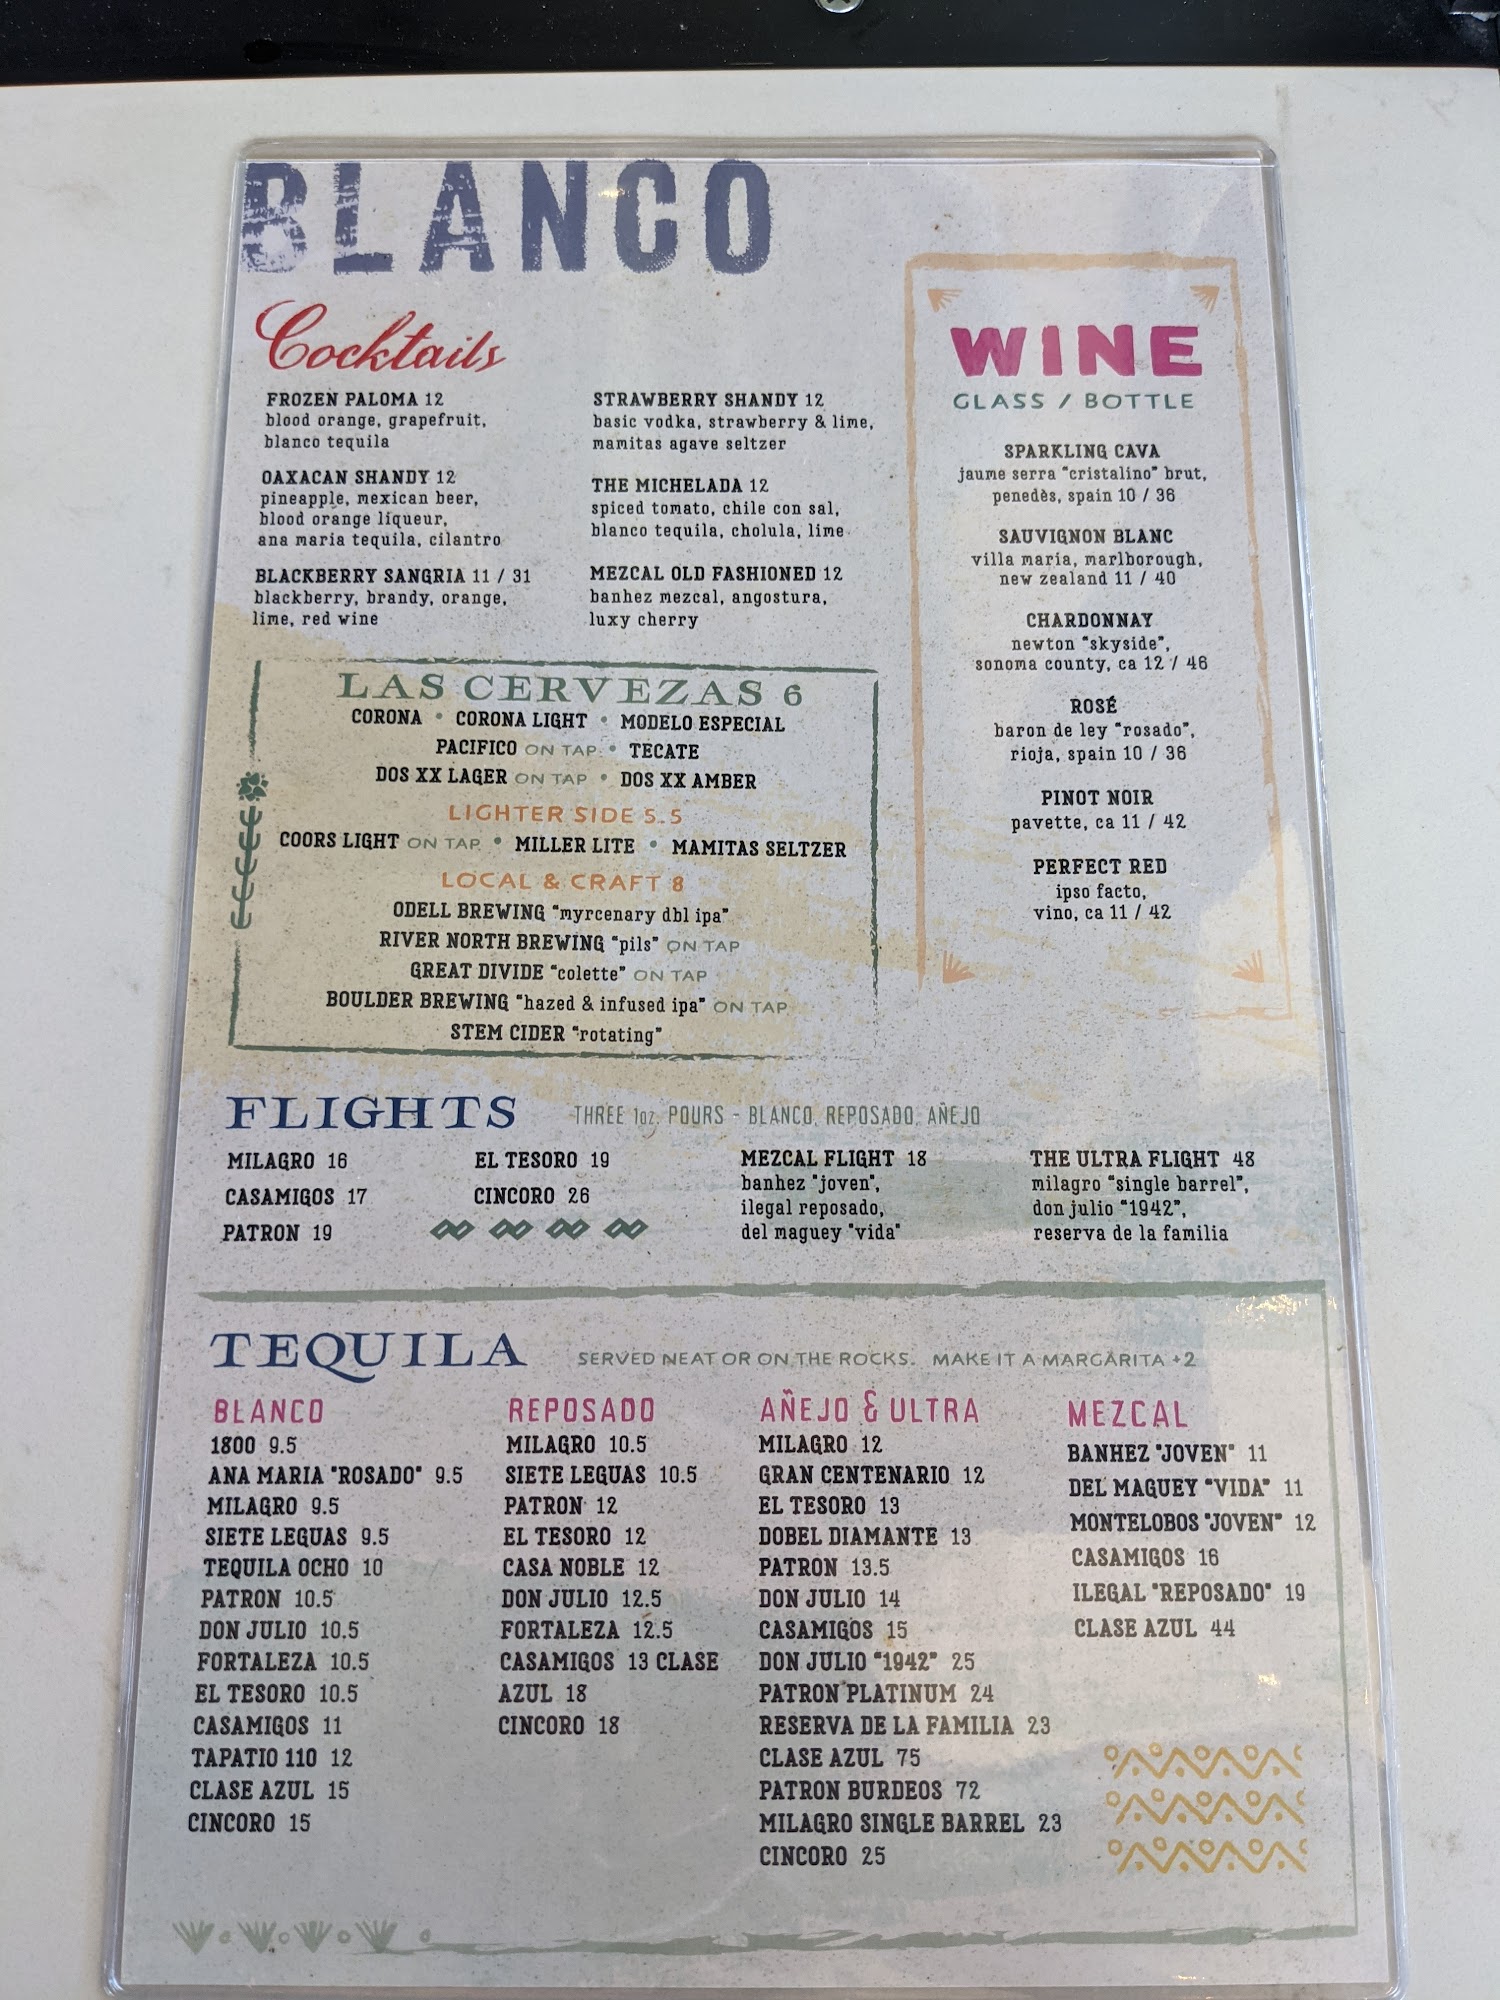 BLANCO
Cocktails
FROZEN PALOMA 12
blood orange, grapefruit,
blanco tequila
OAXACAN SHANDY 12
pineapple, mexican beer,
blood orange liqueur,
ana maria tequila, cilantro
BLACKBERRY SANGRIA 11 / 31
blackberry, brandy, orange,
lime, red wine
STRAWBERRY SHANDY 12
basic vodka, strawberry & lime,
mamitas agave seltzer
THE MICHELADA 12
spiced tomato, chile con sal,
blanco tequila, cholula, lime
MEZCAL OLD FASHIONED 12
banhez mezcal, angostura,
luxy cherry
WINE
GLASS / BOTTLE
SPARKLING CAVA
jaume serra "cristalino" brut,
penedès, spain 10 / 36
SAUVIGNON BLANC
villa maria, marlborough,
new zealand 11 / 40
CHARDONNAY
newton "skyside",
sonoma county, ca 12 / 46
ROSÉ
baron de ley "rosado",
rioja, spain 10 / 36
PINOT NOIR
pavette, ca 11 / 42
PERFECT RED
ipso facto,
vino, ca 11 / 42
LAS CERVEZAS 6
CORONA • CORONA LIGHT • MODELO ESPECIAL
PACIFICO ON TAP • TECATE
DOS XX LAGER ON TAP • DOS XX AMBER
LIGHTER SIDE 5.5
COORS LIGHT ON TAP • MILLER LITE • MAMITAS SELTZER
LOCAL & CRAFT 8
ODELL BREWING "myrcenary dbl ipa"
RIVER NORTH BREWING "pils" ON TAP
GREAT DIVIDE "colette" ON TAP
BOULDER BREWING "hazed & infused ipa" ON TAP
STEM CIDER "rotating"
FLIGHTS THREE 1oz. POURS - BLANCO, REPOSADO, AÑEJO
MILAGRO 16
CASAMIGOS 17
PATRON 19
EL TESORO 19
CINCORO 26
MEZCAL FLIGHT 18
banhez "joven",
ilegal reposado,
del maguey "vida"
THE ULTRA FLIGHT 48
milagro "single barrel",
don julio "1942",
reserva de la familia
TEQUILA SERVED NEAT OR ON THE ROCKS. MAKE IT A MARGARITA +2
BLANCO
1800 9.5
ANA MARIA "ROSADO" 9.5
MILAGRO 9.5
SIETE LEGUAS 9.5
TEQUILA OCHO 10
PATRON 10.5
DON JULIO 10.5
FORTALEZA 10.5
EL TESORO 10.5
CASAMIGOS 11
TAPATIO 110 12
CLASE AZUL 15
CINCORO 15
REPOSADO
MILAGRO 10.5
SIETE LEGUAS 10.5
PATRON 12
EL TESORO 12
CASA NOBLE 12
DON JULIO 12.5
FORTALEZA 12.5
CASAMIGOS 13 CLASE
AZUL 18
CINCORO 18
AÑEJO & ULTRA
MILAGRO 12
GRAN CENTENARIO 12
EL TESORO 13
DOBEL DIAMANTE 13
PATRON 13.5
DON JULIO 14
CASAMIGOS 15
DON JULIO "1942" 25
PATRON PLATINUM 24
RESERVA DE LA FAMILIA 23
CLASE AZUL 75
PATRON BURDEOS 72
MILAGRO SINGLE BARREL 23
CINCORO 25
MEZCAL
BANHEZ "JOVEN" 11
DEL MAGUEY "VIDA" 11
MONTELOBOS "JOVEN" 12
CASAMIGOS 16
ILEGAL "REPOSADO" 19
CLASE AZUL 44